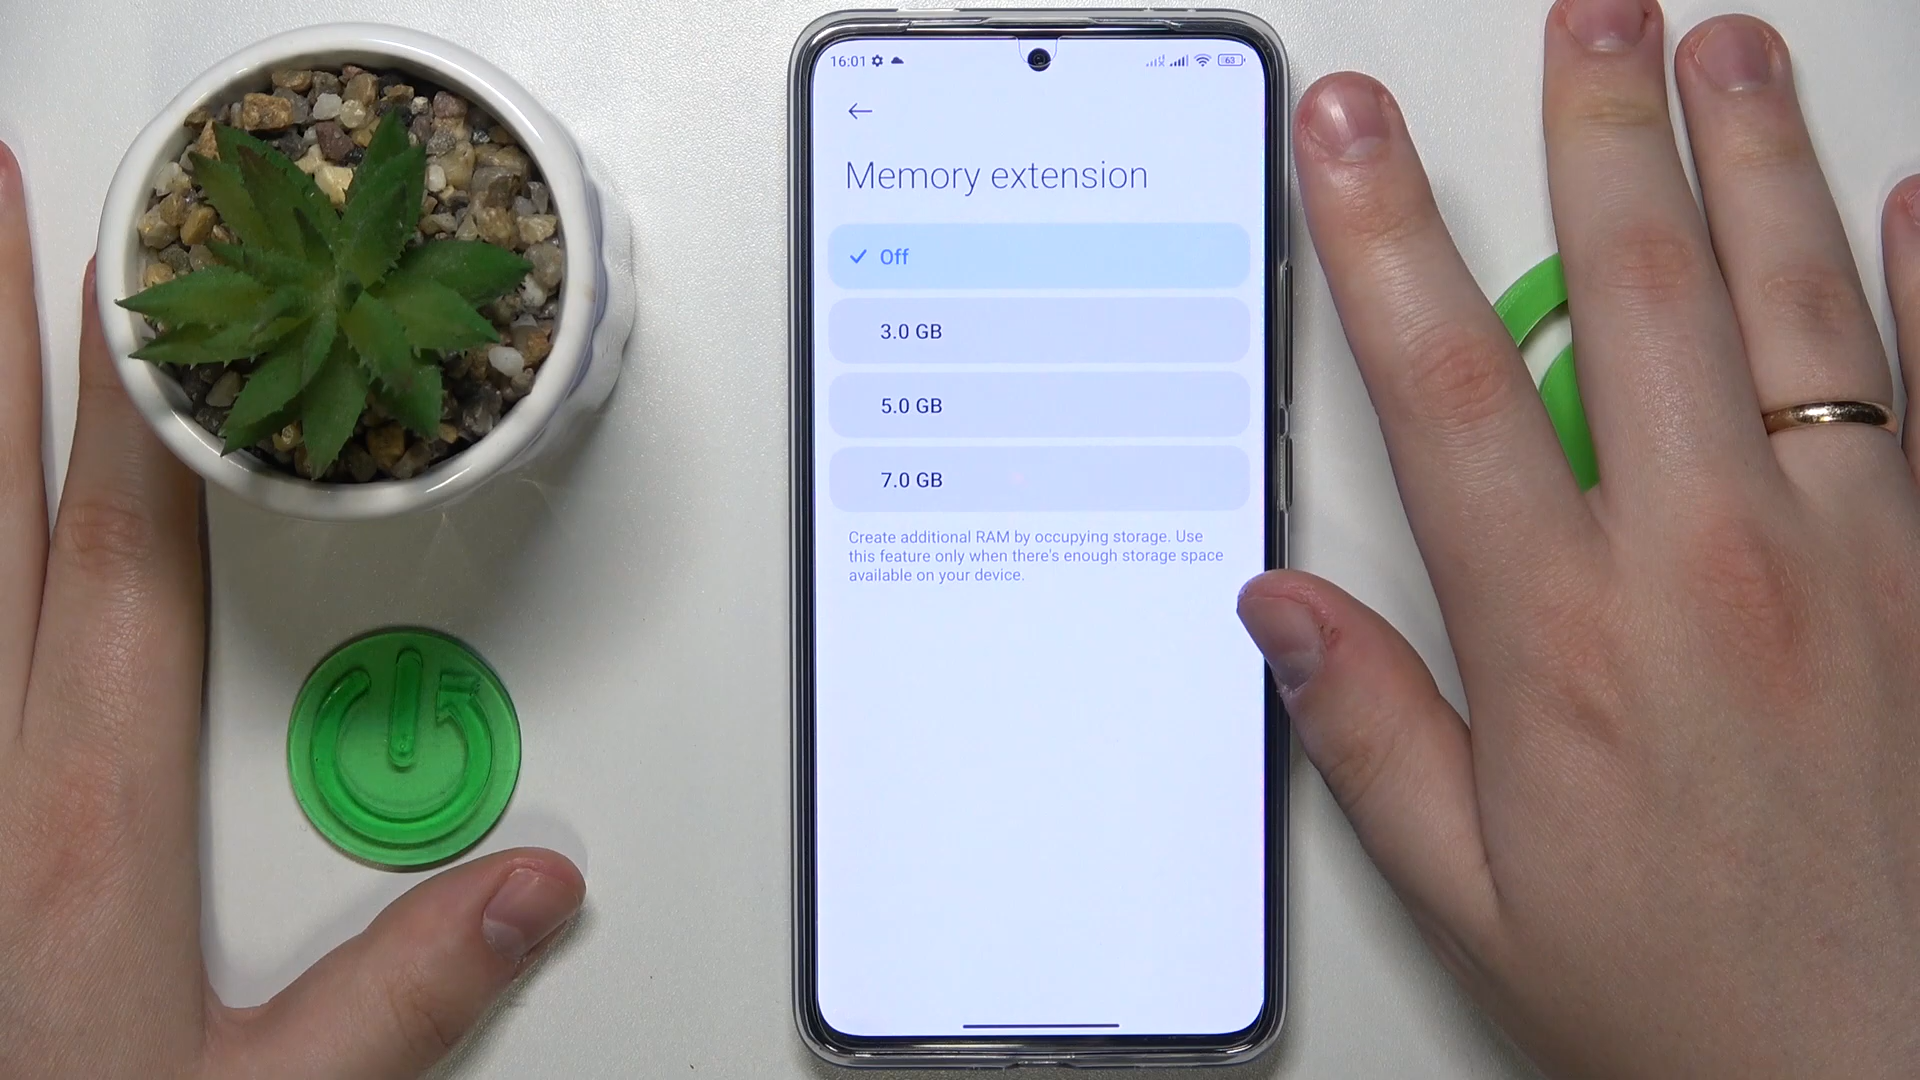 16:01
63
Memory extension
Off
3.0 GB
5.0 GB
7.0 GB
Create additional RAM by occupying storage. Use
this feature only when there's enough storage space
available on your device.